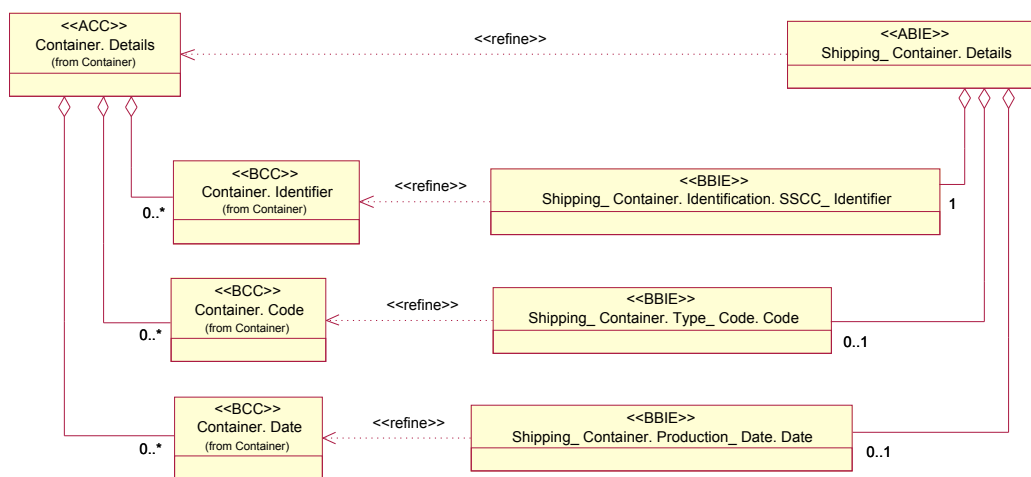 <<ACC>>
Container. Details
(from Container)
<<refine>>
<<ABIE>>
Shipping_ Container. Details
<<BCC>>
Container. Identifier
(from Container)
0..*
<<refine>>
<<BBIE>>
Shipping_ Container. Identification. SSCC_ Identifier
1
<<BCC>>
Container. Code
(from Container)
0..*
<<refine>>
<<BBIE>>
Shipping_ Container. Type_ Code. Code
0..1
<<BCC>>
Container. Date
(from Container)
0..*
<<refine>>
<<BBIE>>
Shipping_ Container. Production_ Date. Date
0..1